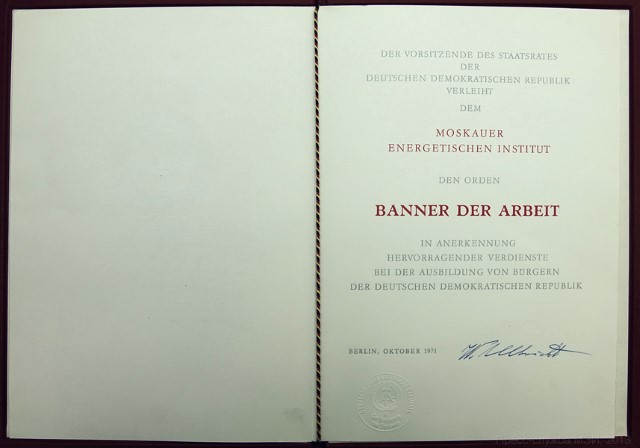 DER VORSITZENDE DES STAATSRATES
DER
DEUTSCHEN DEMOKRATISCHEN REPUBLIK
VERLEIHT
DEM
MOSKAUER
ENERGETISCHEN INSTITUT
DEN ORDEN
BANNER DER ARBEIT
IN ANERKENNUNG
HERVORRAGENDER VERDIENSTE
BEI DER AUSBILDUNG VON BÜRGERN
DER DEUTSCHEN DEMOKRATISCHEN REPUBLIK
BERLIN, OKTOBER 1971
W. Ulbricht